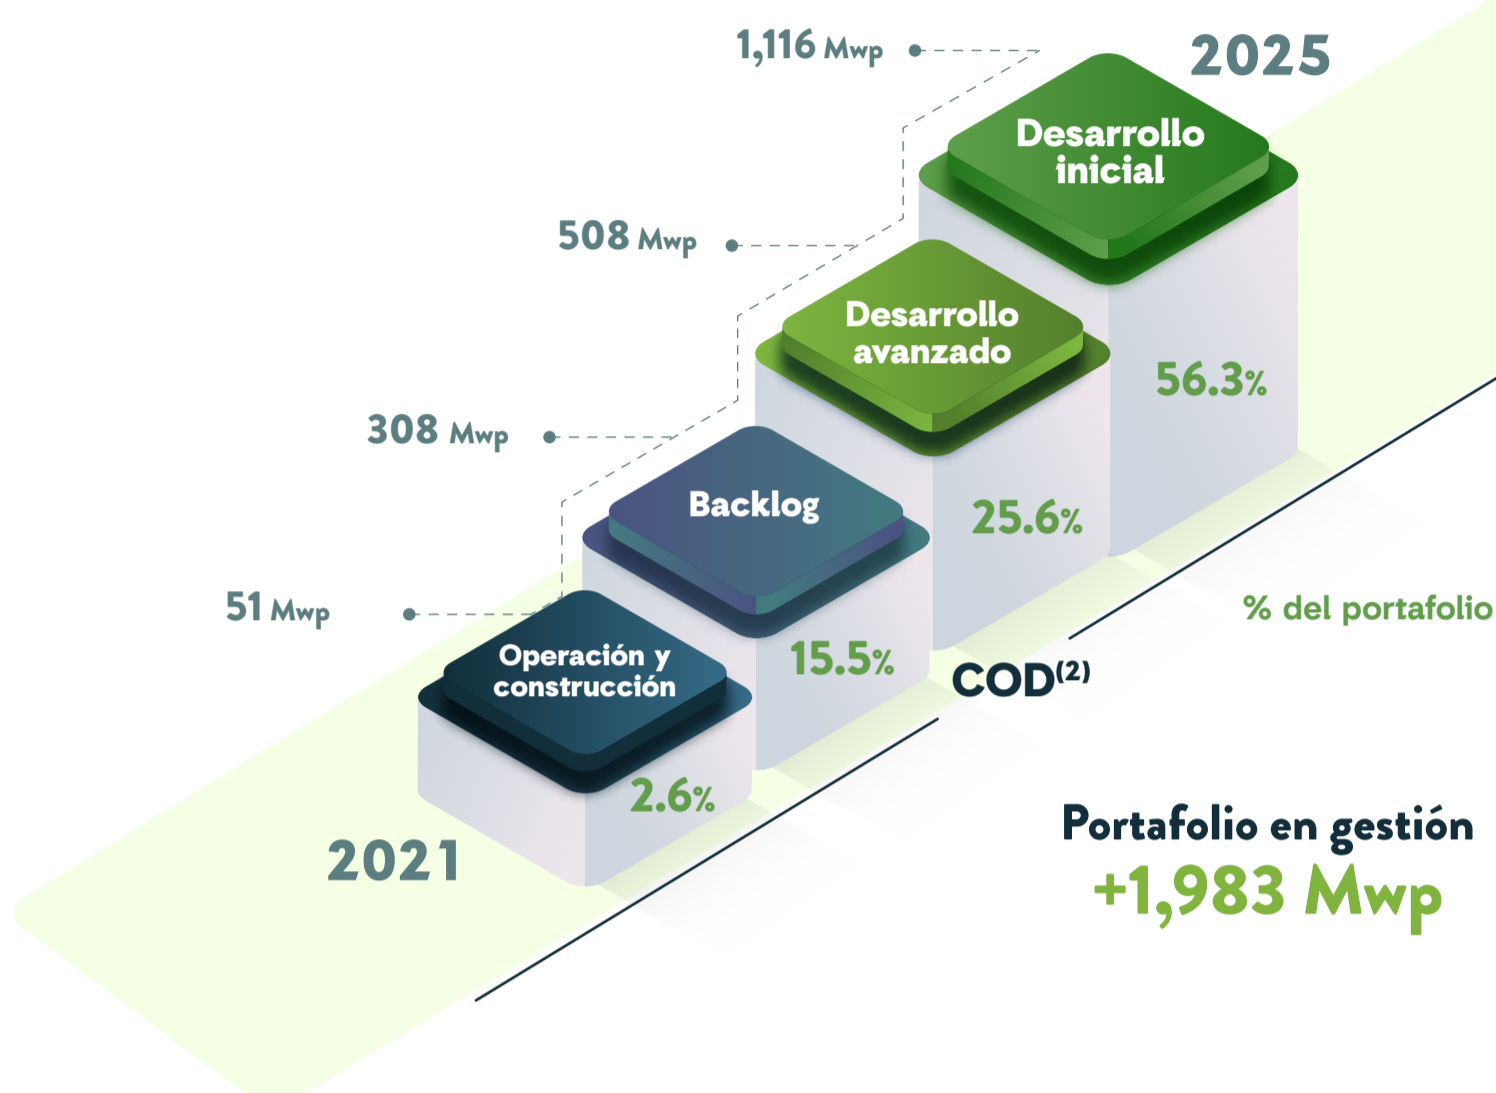 1,116 Mwp
2025
Desarrollo
inicial
508 Mwp
Desarrollo
avanzado
56.3%
308 Mwp
Backlog
25.6%
51 Mwp
% del portafolio
Operación y
construcción
15.5%
COD(2)
2.6%
2021
Portafolio en gestión
+1,983 Mwp